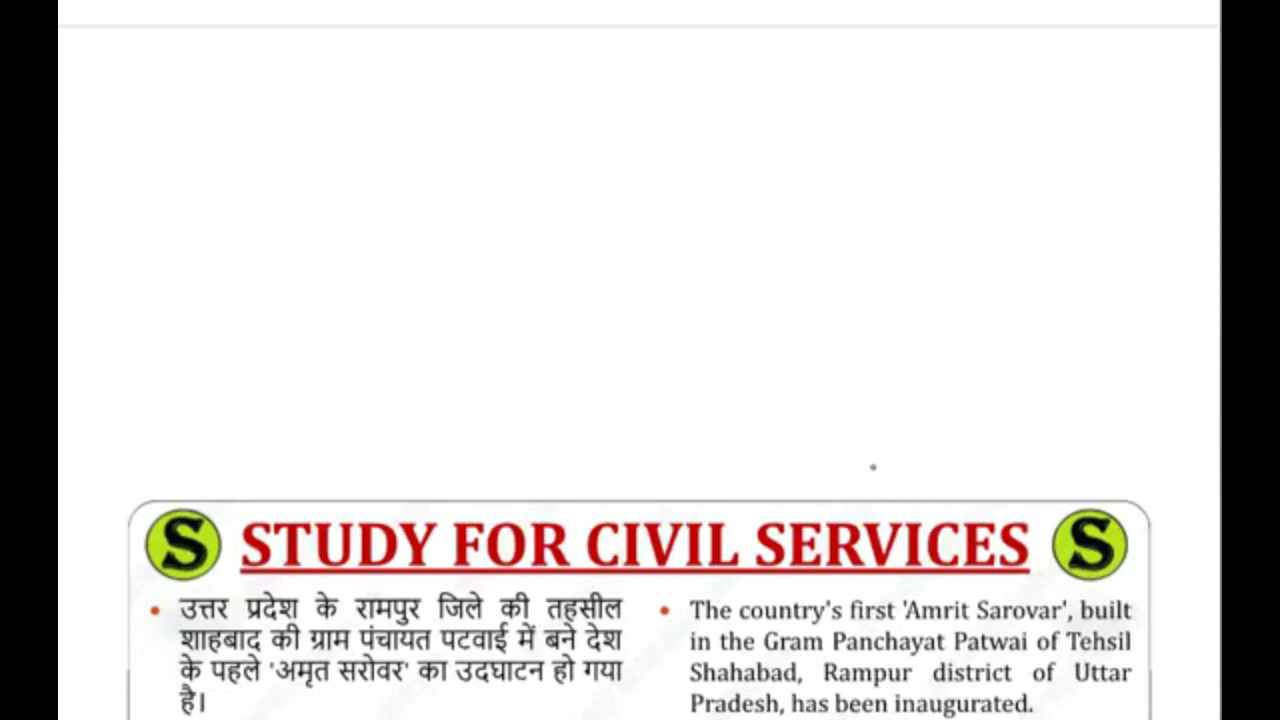 S STUDY FOR CIVIL SERVICES S
उत्तर प्रदेश के रामपुर जिले की तहसील
शाहबाद की ग्राम पंचायत पटवाई में बने देश
के पहले 'अमृत सरोवर' का उदघाटन हो गया
है।
The country's first 'Amrit Sarovar', built
in the Gram Panchayat Patwai of Tehsil
Shahabad, Rampur district of Uttar
Pradesh, has been inaugurated.